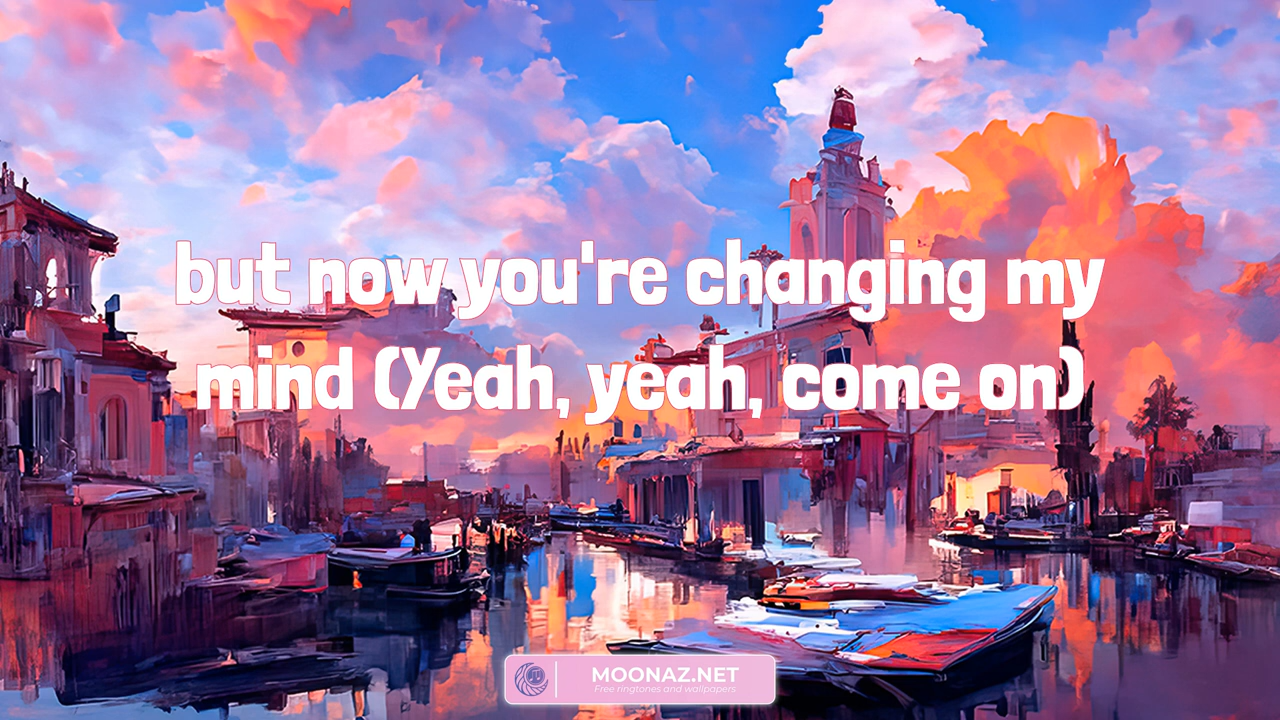 but now you're changing my
mind (Yeah, yeah, come on)
MOONAZ.NET
Free ringtones and wallpapers